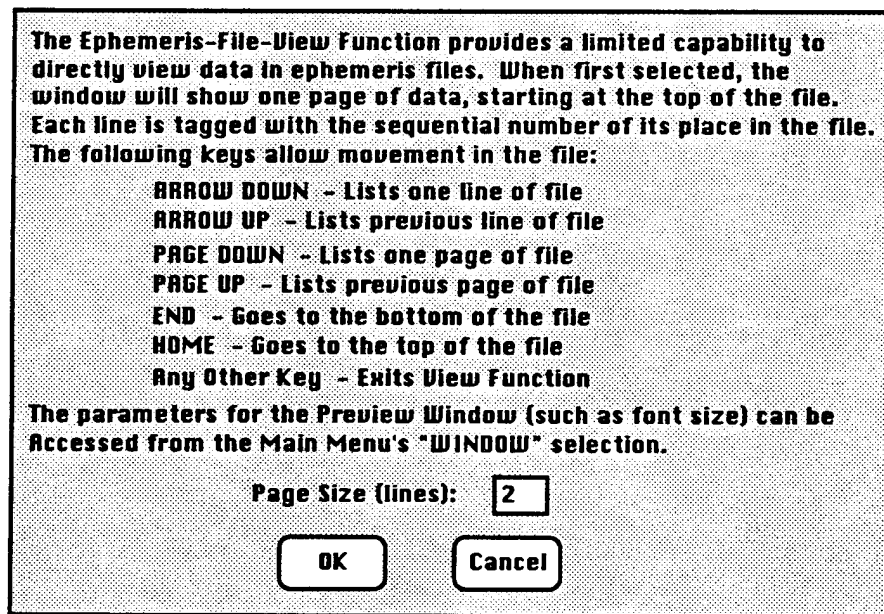 The Ephemeris-File-View Function provides a limited capability to
directly view data in ephemeris files. When first selected, the
window will show one page of data, starting at the top of the file.
Each line is tagged with the sequential number of its place in the file.
The following keys allow movement in the file:
ARROW DOWN - Lists one line of file
ARROW UP - Lists previous line of file
PAGE DOWN - Lists one page of file
PAGE UP - Lists previous page of file
END - Goes to the bottom of the file
HOME - Goes to the top of the file
Any Other Key - Exits View Function
The parameters for the Preview Window (such as font size) can be
Accessed from the Main Menu's "WINDOW" selection.
Page Size (lines): 2
OK Cancel